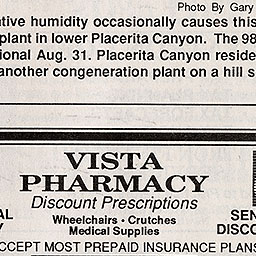 Photo By Gary
ative humidity occasionally causes this
plant in lower Placerita Canyon. The 98
ional Aug. 31. Placerita Canyon reside
another congeneration plant on a hill s
VISTA
PHARMACY
Discount Prescriptions
Wheelchairs • Crutches
Medical Supplies
AL
SEN
Y
DISCO
CCEPT MOST PREPAID INSURANCE PLANS